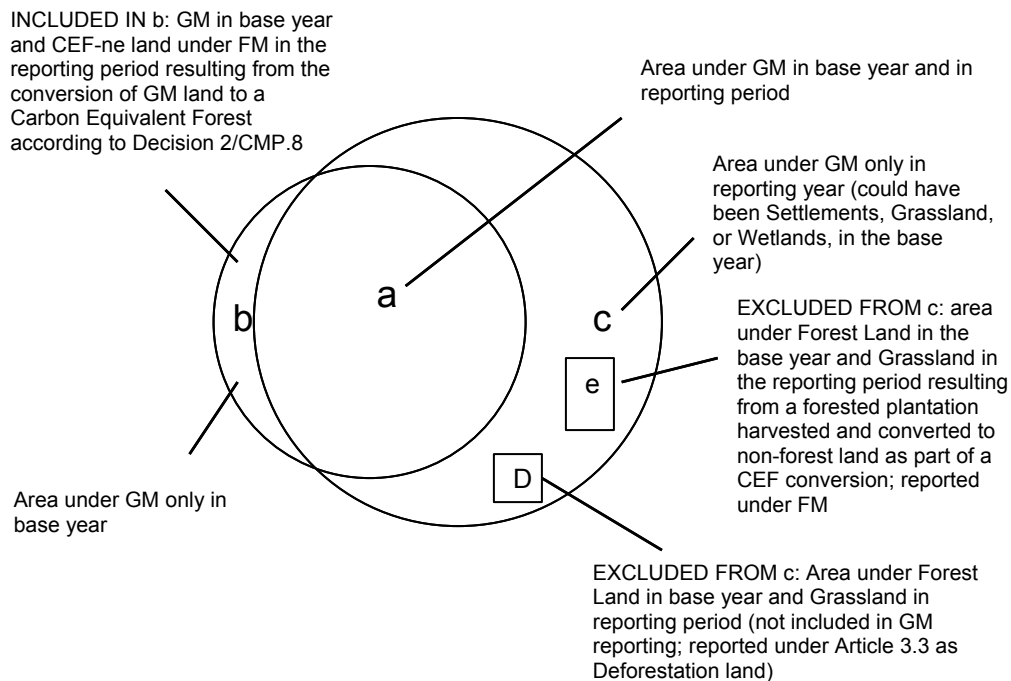 INCLUDED IN b: GM in base year
and CEF-ne land under FM in the
reporting period resulting from the
conversion of GM land to a
Carbon Equivalent Forest
according to Decision 2/CMP.8
Area under GM in base year and in
reporting period
Area under GM only in
reporting year (could have
been Settlements, Grassland,
or Wetlands, in the base
year)
a
b
c
EXCLUDED FROM c: area
under Forest Land in the
base year and Grassland in
the reporting period resulting
from a forested plantation
harvested and converted to
non-forest land as part of a
CEF conversion; reported
under FM
e
D
Area under GM only in
base year
EXCLUDED FROM c: Area under Forest
Land in base year and Grassland in
reporting period (not included in GM
reporting; reported under Article 3.3 as
Deforestation land)